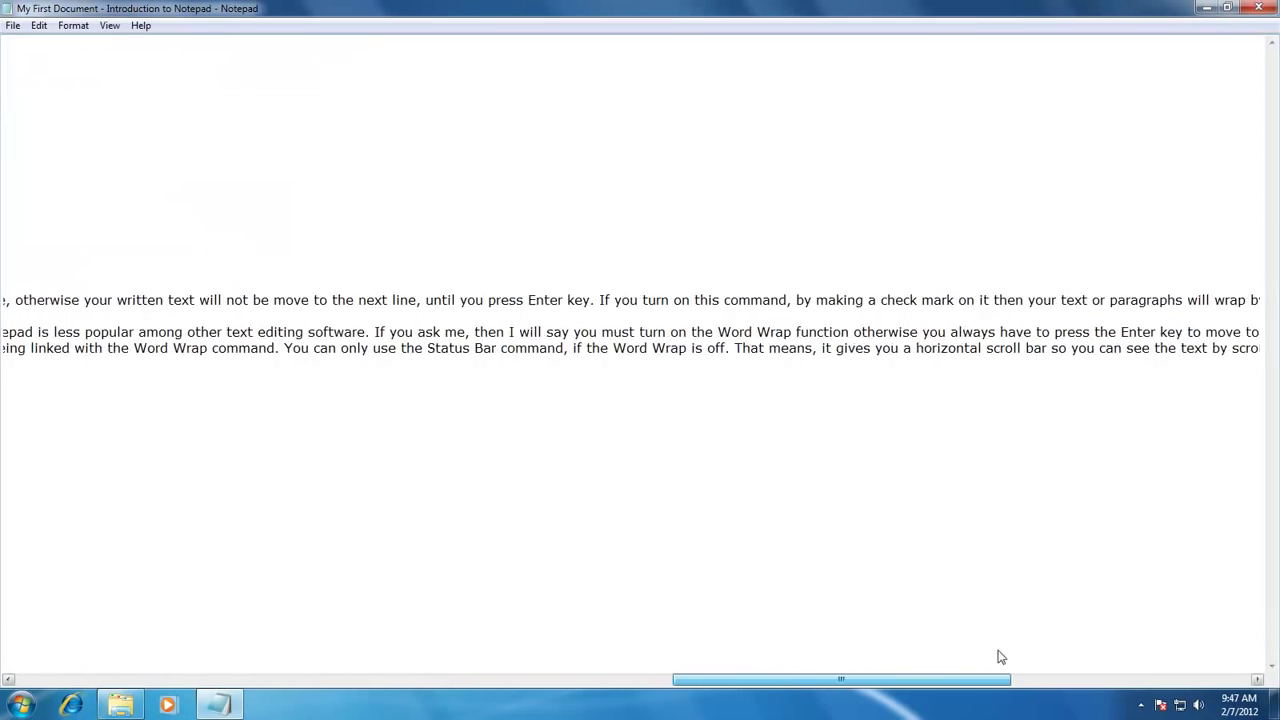 My First Document - Introduction to Notepad - Notepad
File Edit Format View Help
, otherwise your written text will not be move to the next line, until you press Enter key. If you turn on this command, by making a check mark on it then your text or paragraphs will wrap b
epad is less popular among other text editing software. If you ask me, then I will say you must turn on the Word Wrap function otherwise you always have to press the Enter key to move to
eing linked with the Word Wrap command. You can only use the Status Bar command, if the Word Wrap is off. That means, it gives you a horizontal scroll bar so you can see the text by scro
9:47 AM
2/7/2012